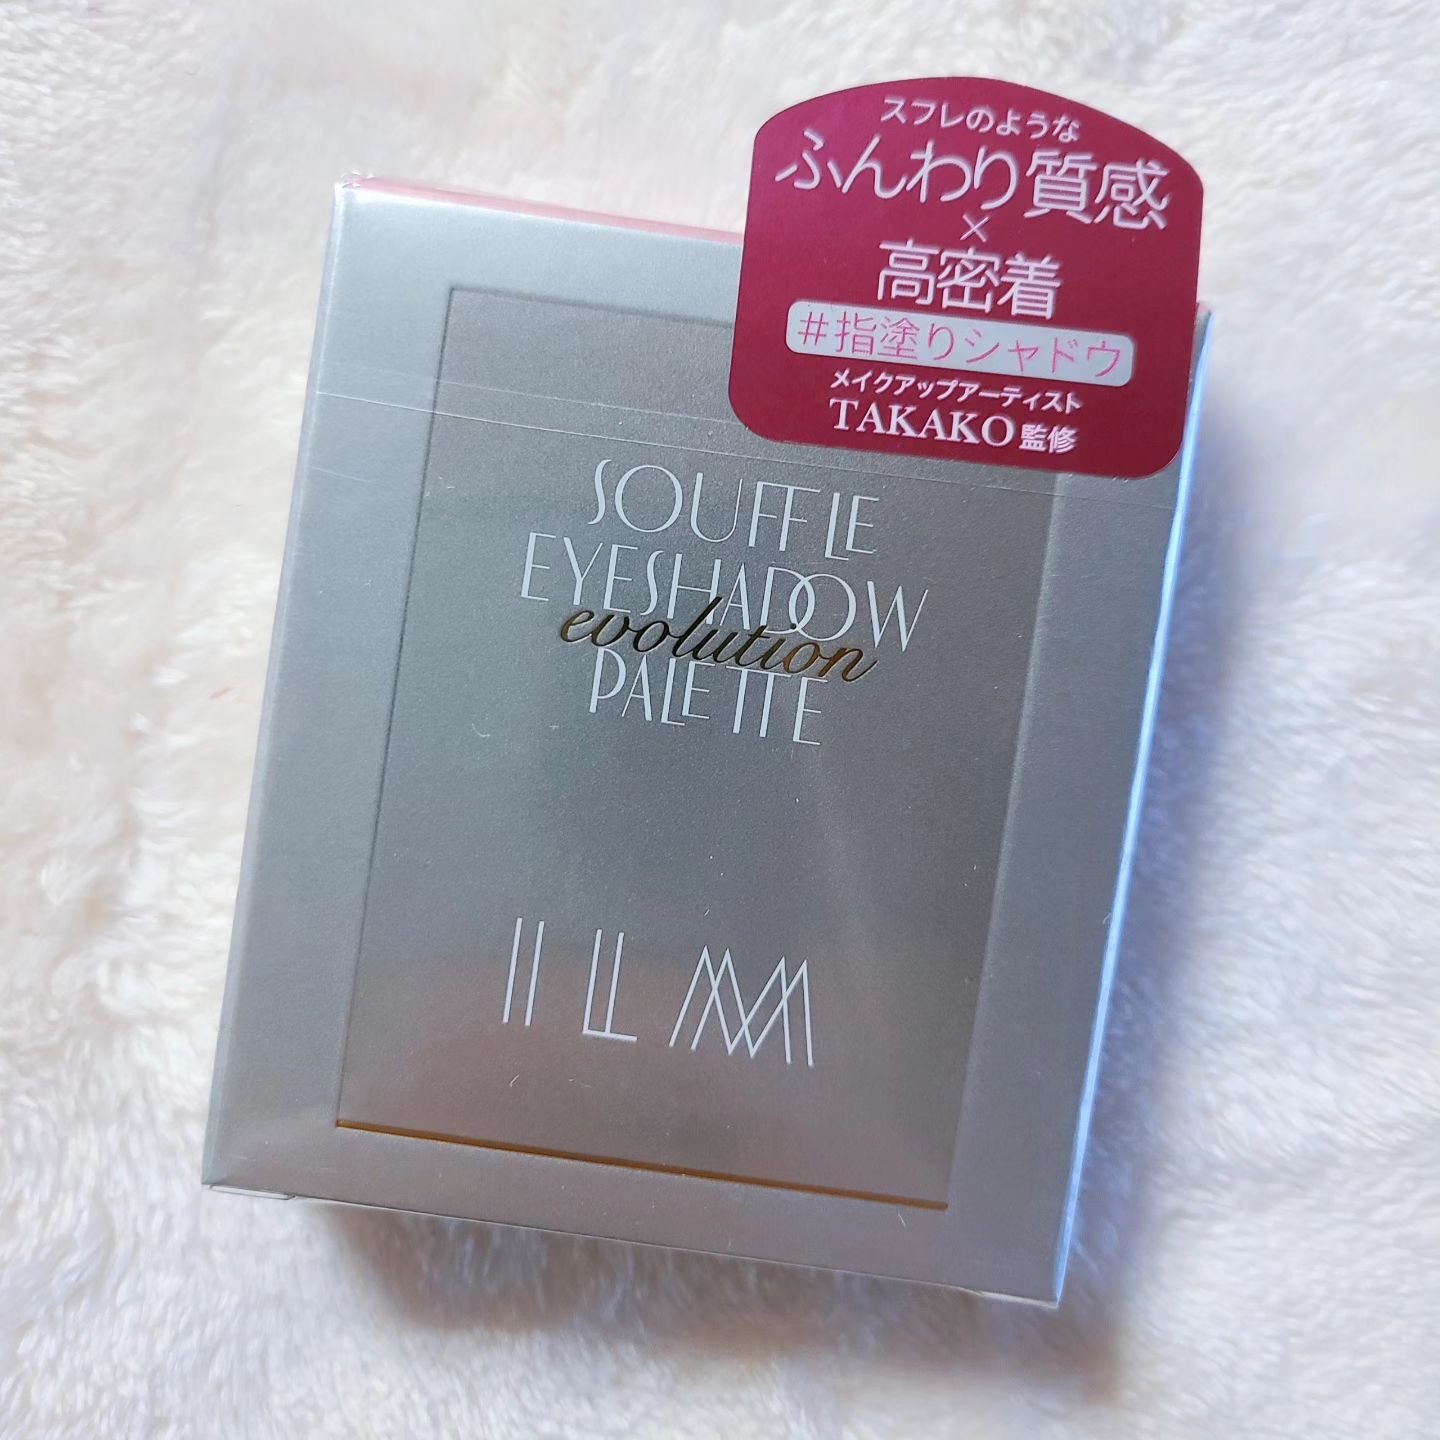 スフレのような
ふんわり質感
×
高密着
#指塗りシャドウ
メイクアップアーティスト
TAKAKO監修
SOUFFLE
EYESHADOW
evolution
PALETTE
ILM